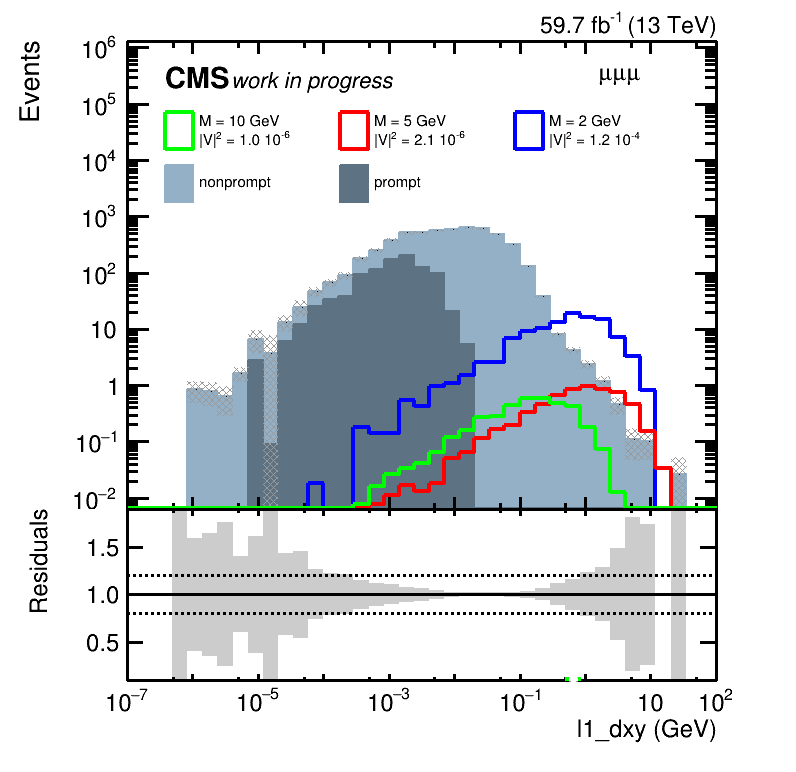 59.7 fb⁻¹ (13 TeV)
Events
10⁶
10⁵
10⁴
10³
10²
10
1
10⁻¹
10⁻²
CMS work in progress
μμμ
M = 10 GeV
|V|² = 1.0 10⁻⁶
M = 5 GeV
|V|² = 2.1 10⁻⁶
M = 2 GeV
|V|² = 1.2 10⁻⁴
nonprompt
prompt
Residuals
1.5
1.0
0.5
10⁻⁷ 10⁻⁵ 10⁻³ 10⁻¹ 10 10²
l1_dxy (GeV)